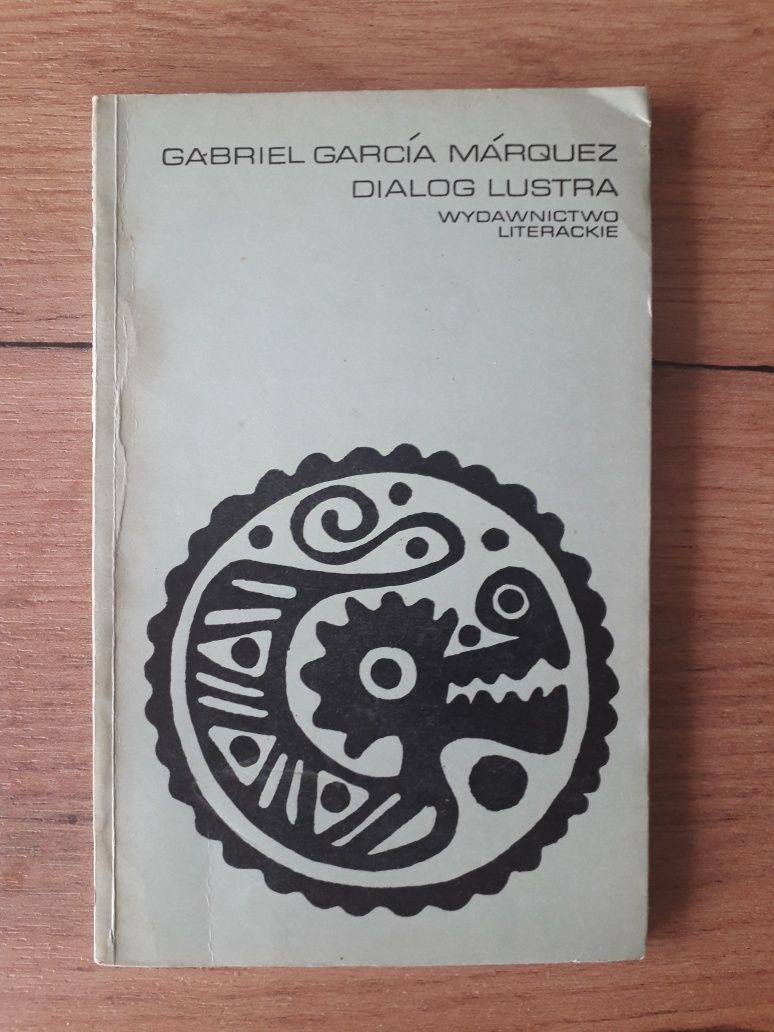 GABRIEL GARCÍA MÁRQUEZ
DIALOG LUSTRA
WYDAWNICTWO
LITERACKIE